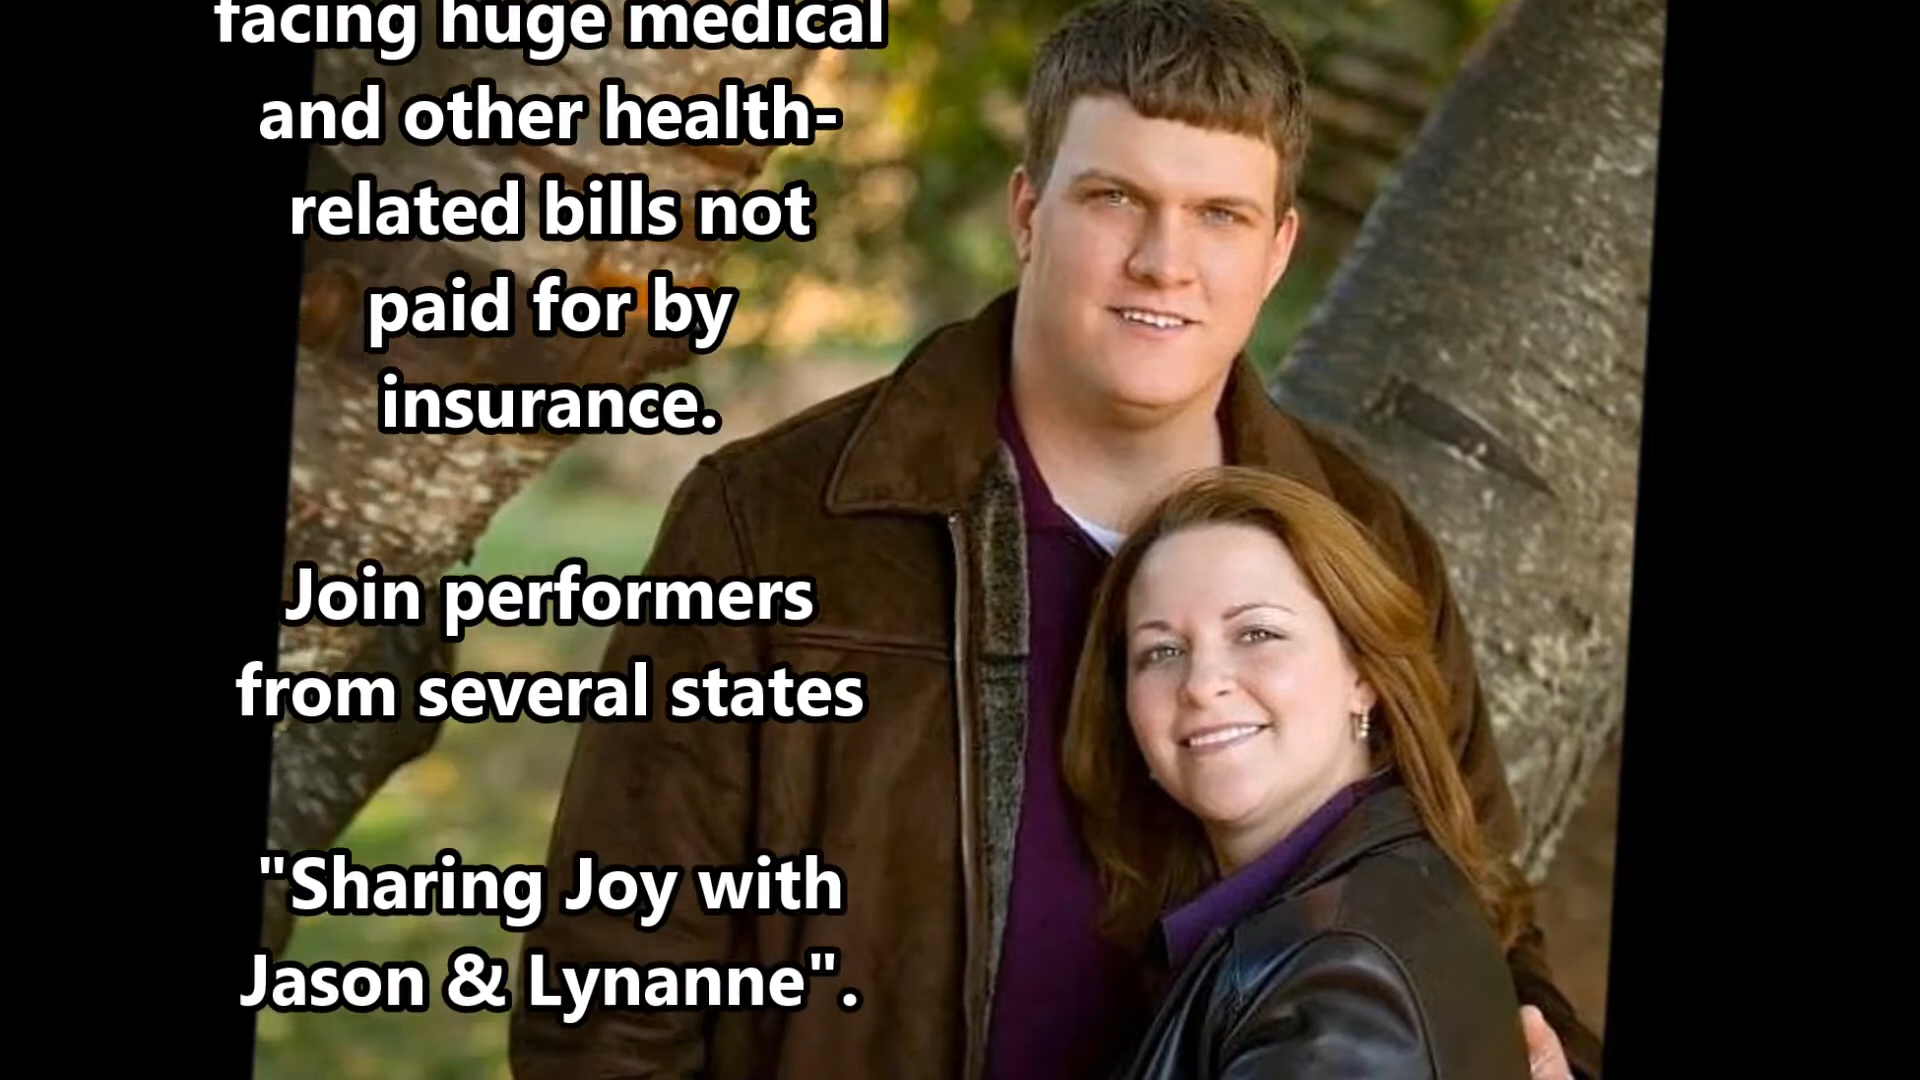 facing huge medical
and other health-
related bills not
paid for by
insurance.
Join performers
from several states
"Sharing Joy with
Jason & Lynanne".